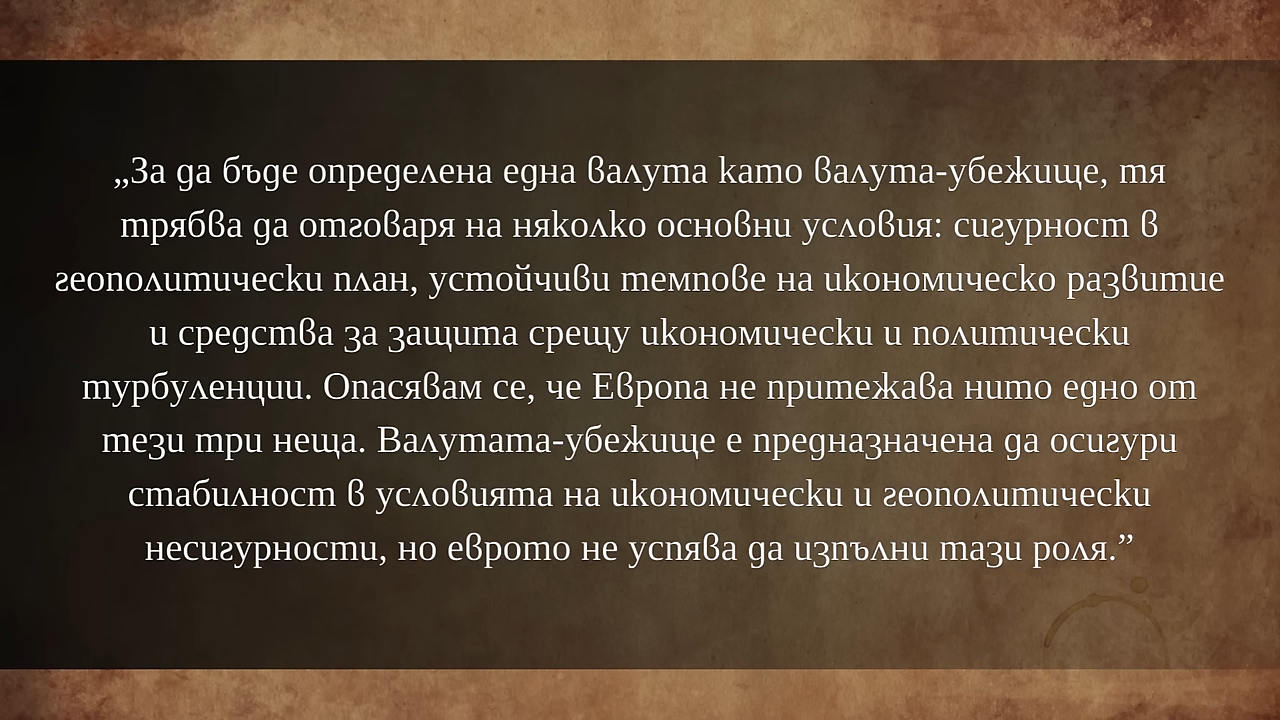 „За да бъде определена една валута като валута-убежище, тя
трябва да отговаря на няколко основни условия: сигурност в
геополитически план, устойчиви темпове на икономическо развитие
и средства за защита срещу икономически и политически
турбуленции. Опасявам се, че Европа не притежава нито едно от
тези три неща. Валутата-убежище е предназначена да осигури
стабилност в условията на икономически и геополитически
несигурности, но еврото не успява да изпълни тази роля.”